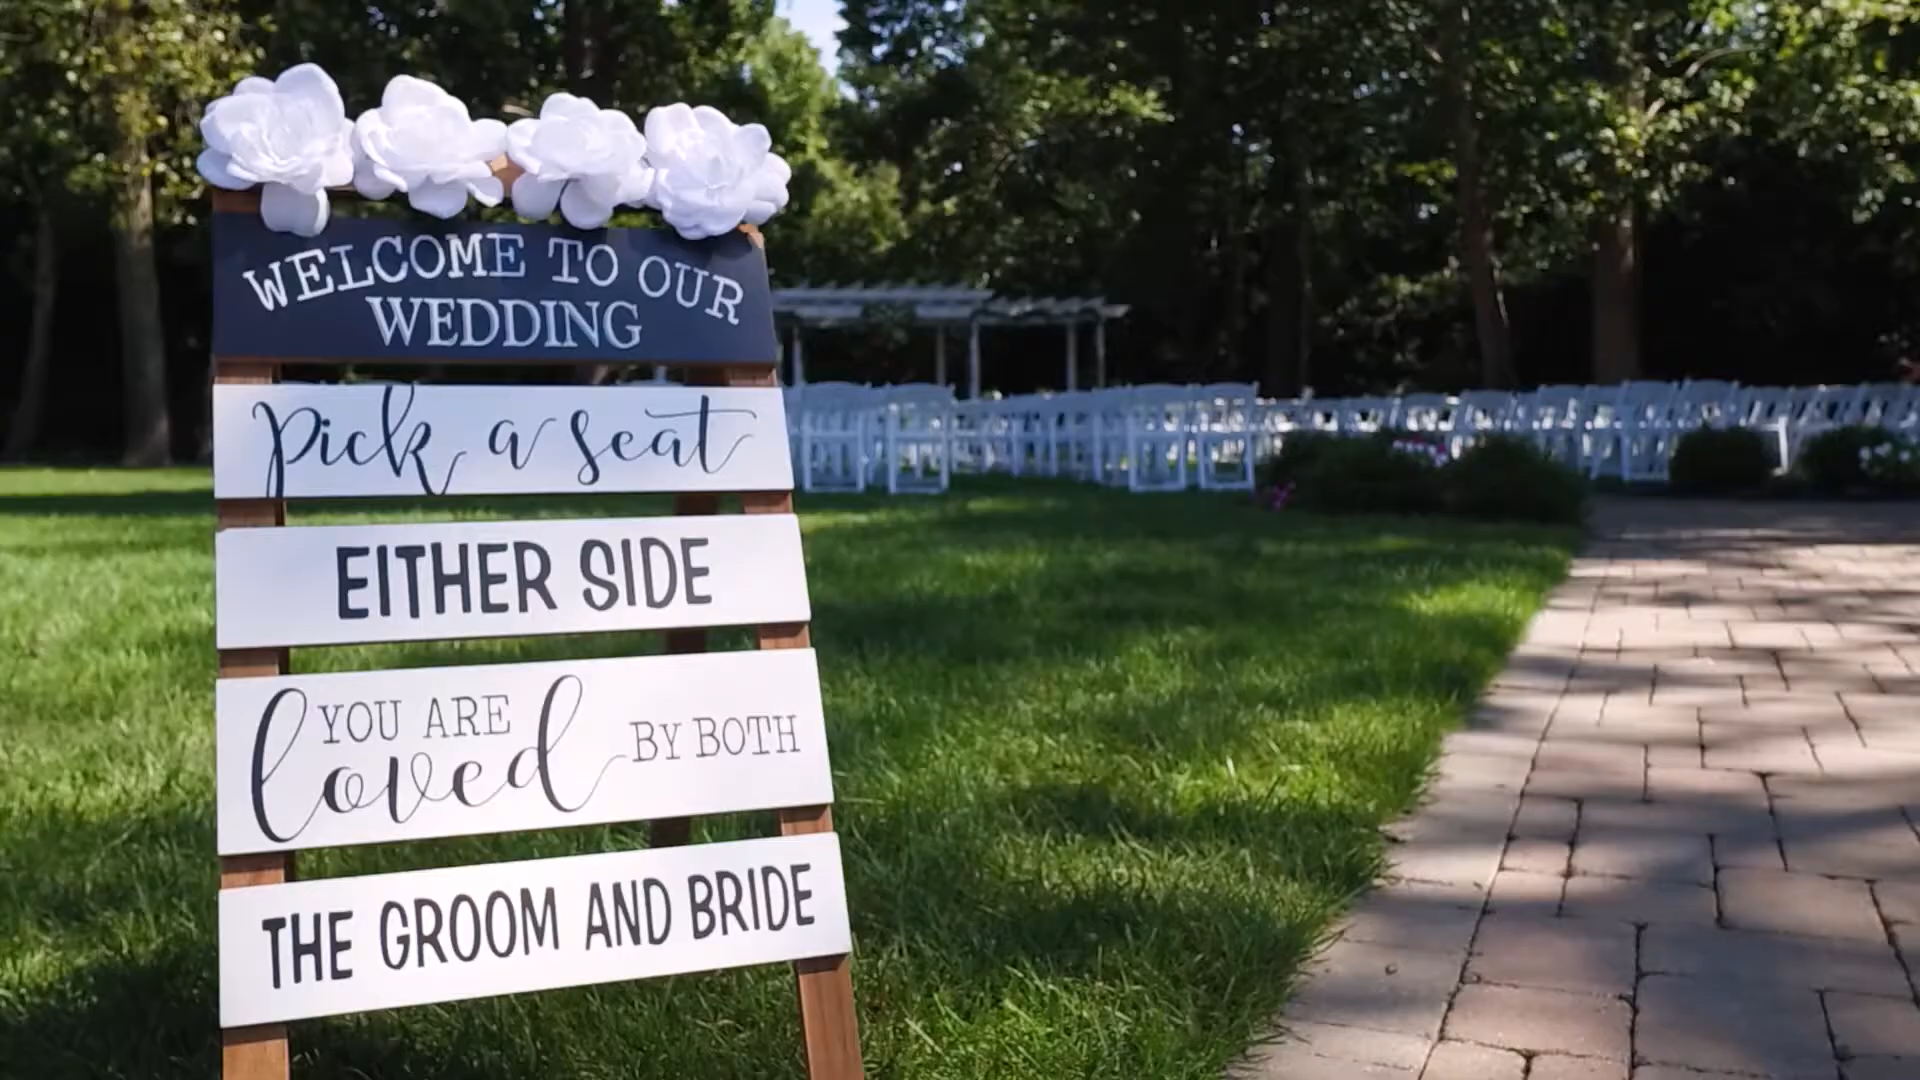 WELCOME TO OUR
WEDDING
Pick a seat
EITHER SIDE
YOU ARE
loved BY BOTH
THE GROOM AND BRIDE